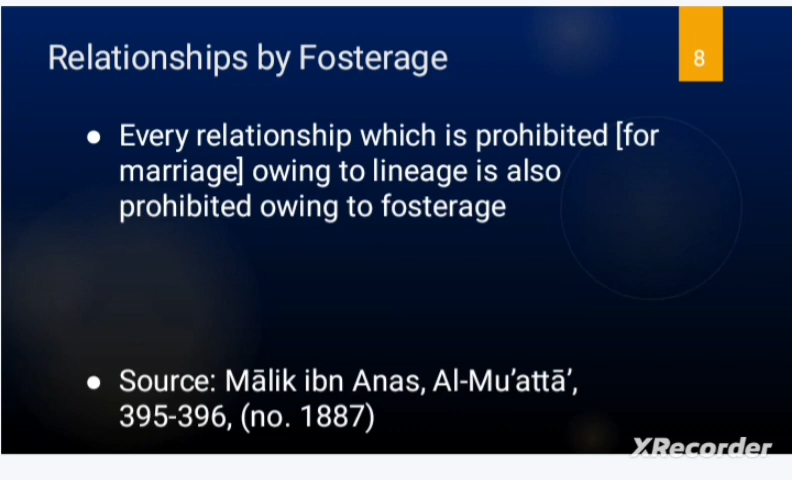 Relationships by Fosterage
8
● Every relationship which is prohibited [for
marriage] owing to lineage is also
prohibited owing to fosterage
● Source: Mālik ibn Anas, Al-Mu’attā’,
395-396, (no. 1887)
XRecorder